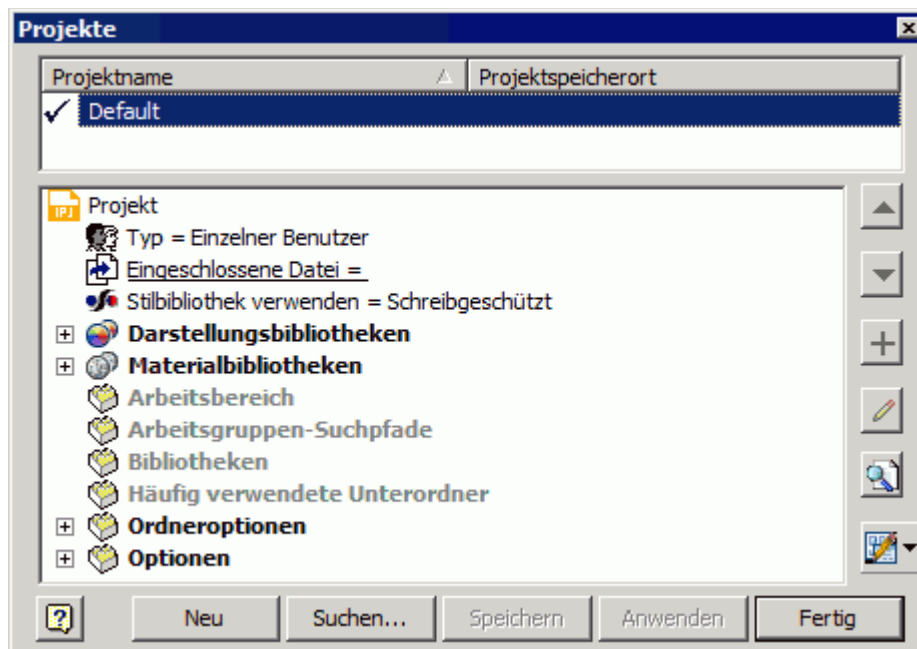 Projekte
Projektname Projektspeicherort
Default
IPJ Projekt
Typ = Einzelner Benutzer
Eingeschlossene Datei =
Stilbibliothek verwenden = Schreibgeschützt
Darstellungsbibliotheken
Materialbibliotheken
Arbeitsbereich
Arbeitsgruppen-Suchpfade
Bibliotheken
Häufig verwendete Unterordner
Ordneroptionen
Optionen
Neu Suchen... Speichern Anwenden Fertig